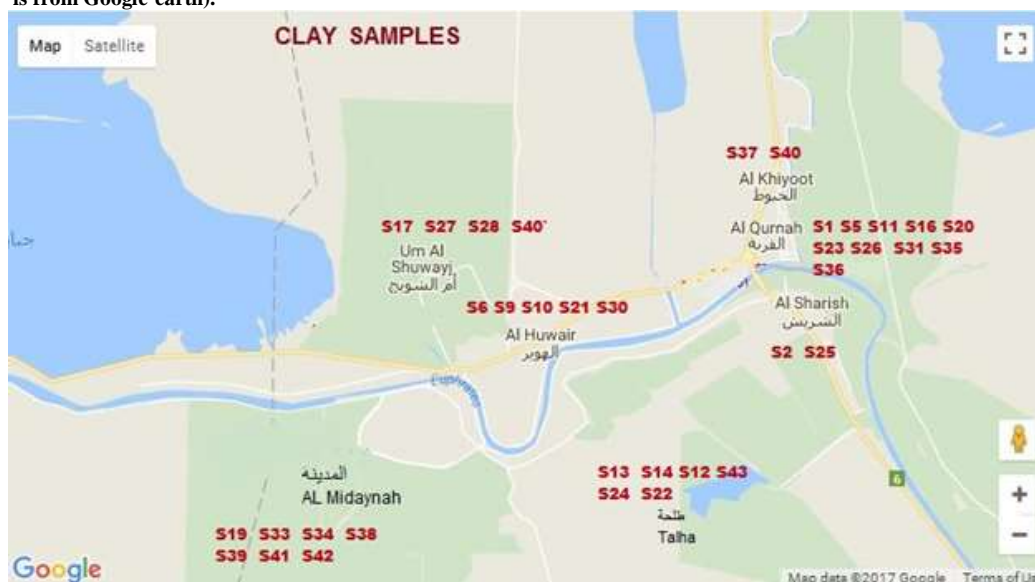 is from Google earth).
Map Satellite
CLAY SAMPLES
S37 S40
Al Khiyoot
الخيوط
S17 S27 S28 S40`
Um Al
Shuwayj
أم الشويج
Al Qurnah
القرنة
S1 S5 S11 S16 S20
S23 S26 S31 S35
S36
S6 S9 S10 S21 S30
Al Huwair
الهوير
Al Sharish
الشريش
S2 S25
Euphrates
المدينه
AL Midaynah
S19 S33 S34 S38
S39 S41 S42
S13 S14 S12 S43
S24 S22
طلحة
Talha
6
Google
Map data ©2017 Google Terms of U